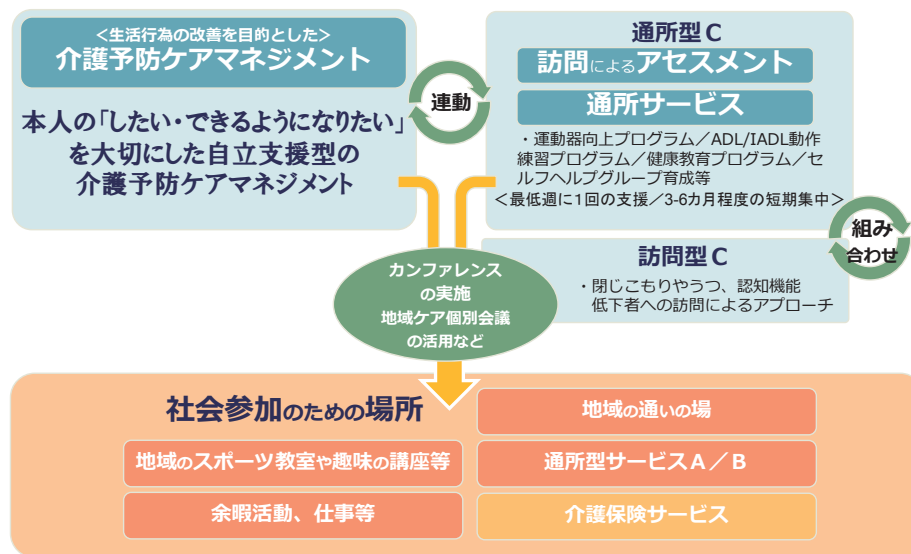 <生活行為の改善を目的とした>
介護予防ケアマネジメント
本人の「したい・できるようになりたい」
を大切にした自立支援型の
介護予防ケアマネジメント
連動
通所型C
訪問によるアセスメント
通所サービス
・運動器向上プログラム／ADL/IADL動作
練習プログラム／健康教育プログラム／セ
ルフヘルプグループ育成等
＜最低週に1回の支援／3-6カ月程度の短期集中＞
組み
合わせ
訪問型C
・閉じこもりやうつ、認知機能
低下者への訪問によるアプローチ
カンファレンス
の実施
地域ケア個別会議
の活用など
社会参加のための場所
地域の通いの場
地域のスポーツ教室や趣味の講座等
通所型サービスA／B
余暇活動、仕事等
介護保険サービス